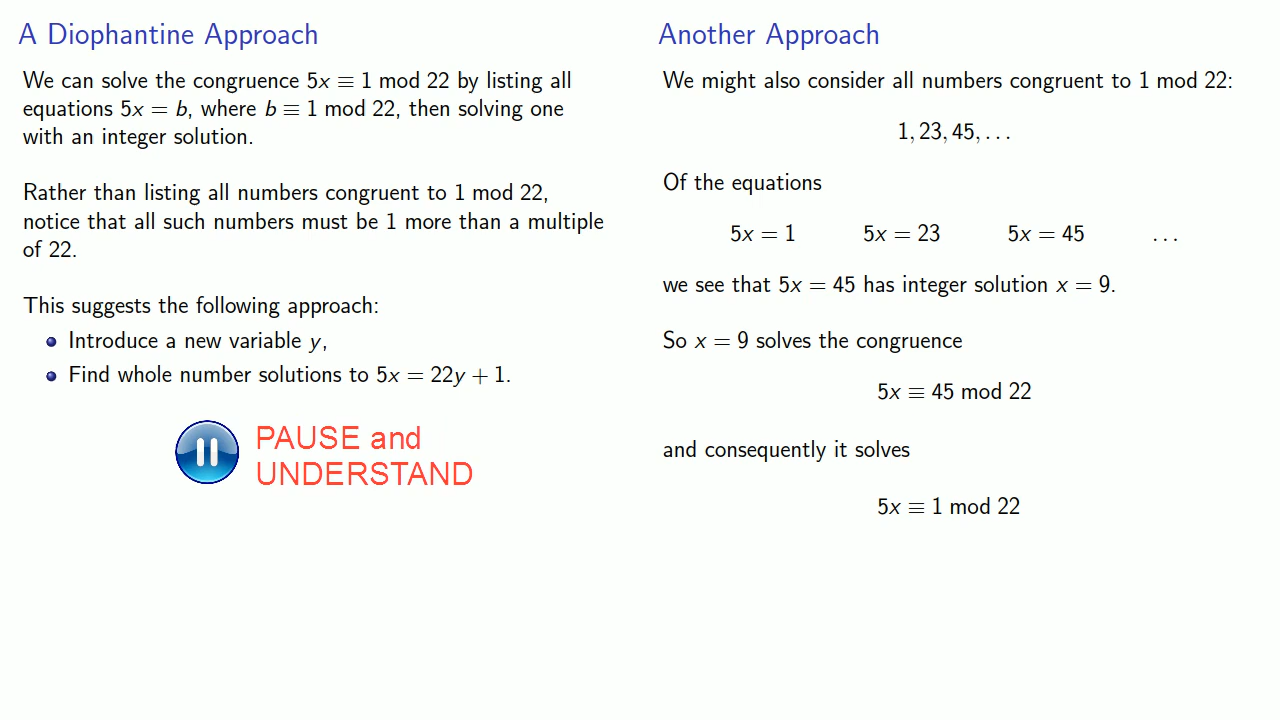 A Diophantine Approach
We can solve the congruence 5x ≡ 1 mod 22 by listing all
equations 5x = b, where b ≡ 1 mod 22, then solving one
with an integer solution.
Rather than listing all numbers congruent to 1 mod 22,
notice that all such numbers must be 1 more than a multiple
of 22.
This suggests the following approach:
Introduce a new variable y,
Find whole number solutions to 5x = 22y + 1.
PAUSE and
UNDERSTAND
Another Approach
We might also consider all numbers congruent to 1 mod 22:
1, 23, 45, . . .
Of the equations
5x = 1 5x = 23 5x = 45 . . .
we see that 5x = 45 has integer solution x = 9.
So x = 9 solves the congruence
5x ≡ 45 mod 22
and consequently it solves
5x ≡ 1 mod 22